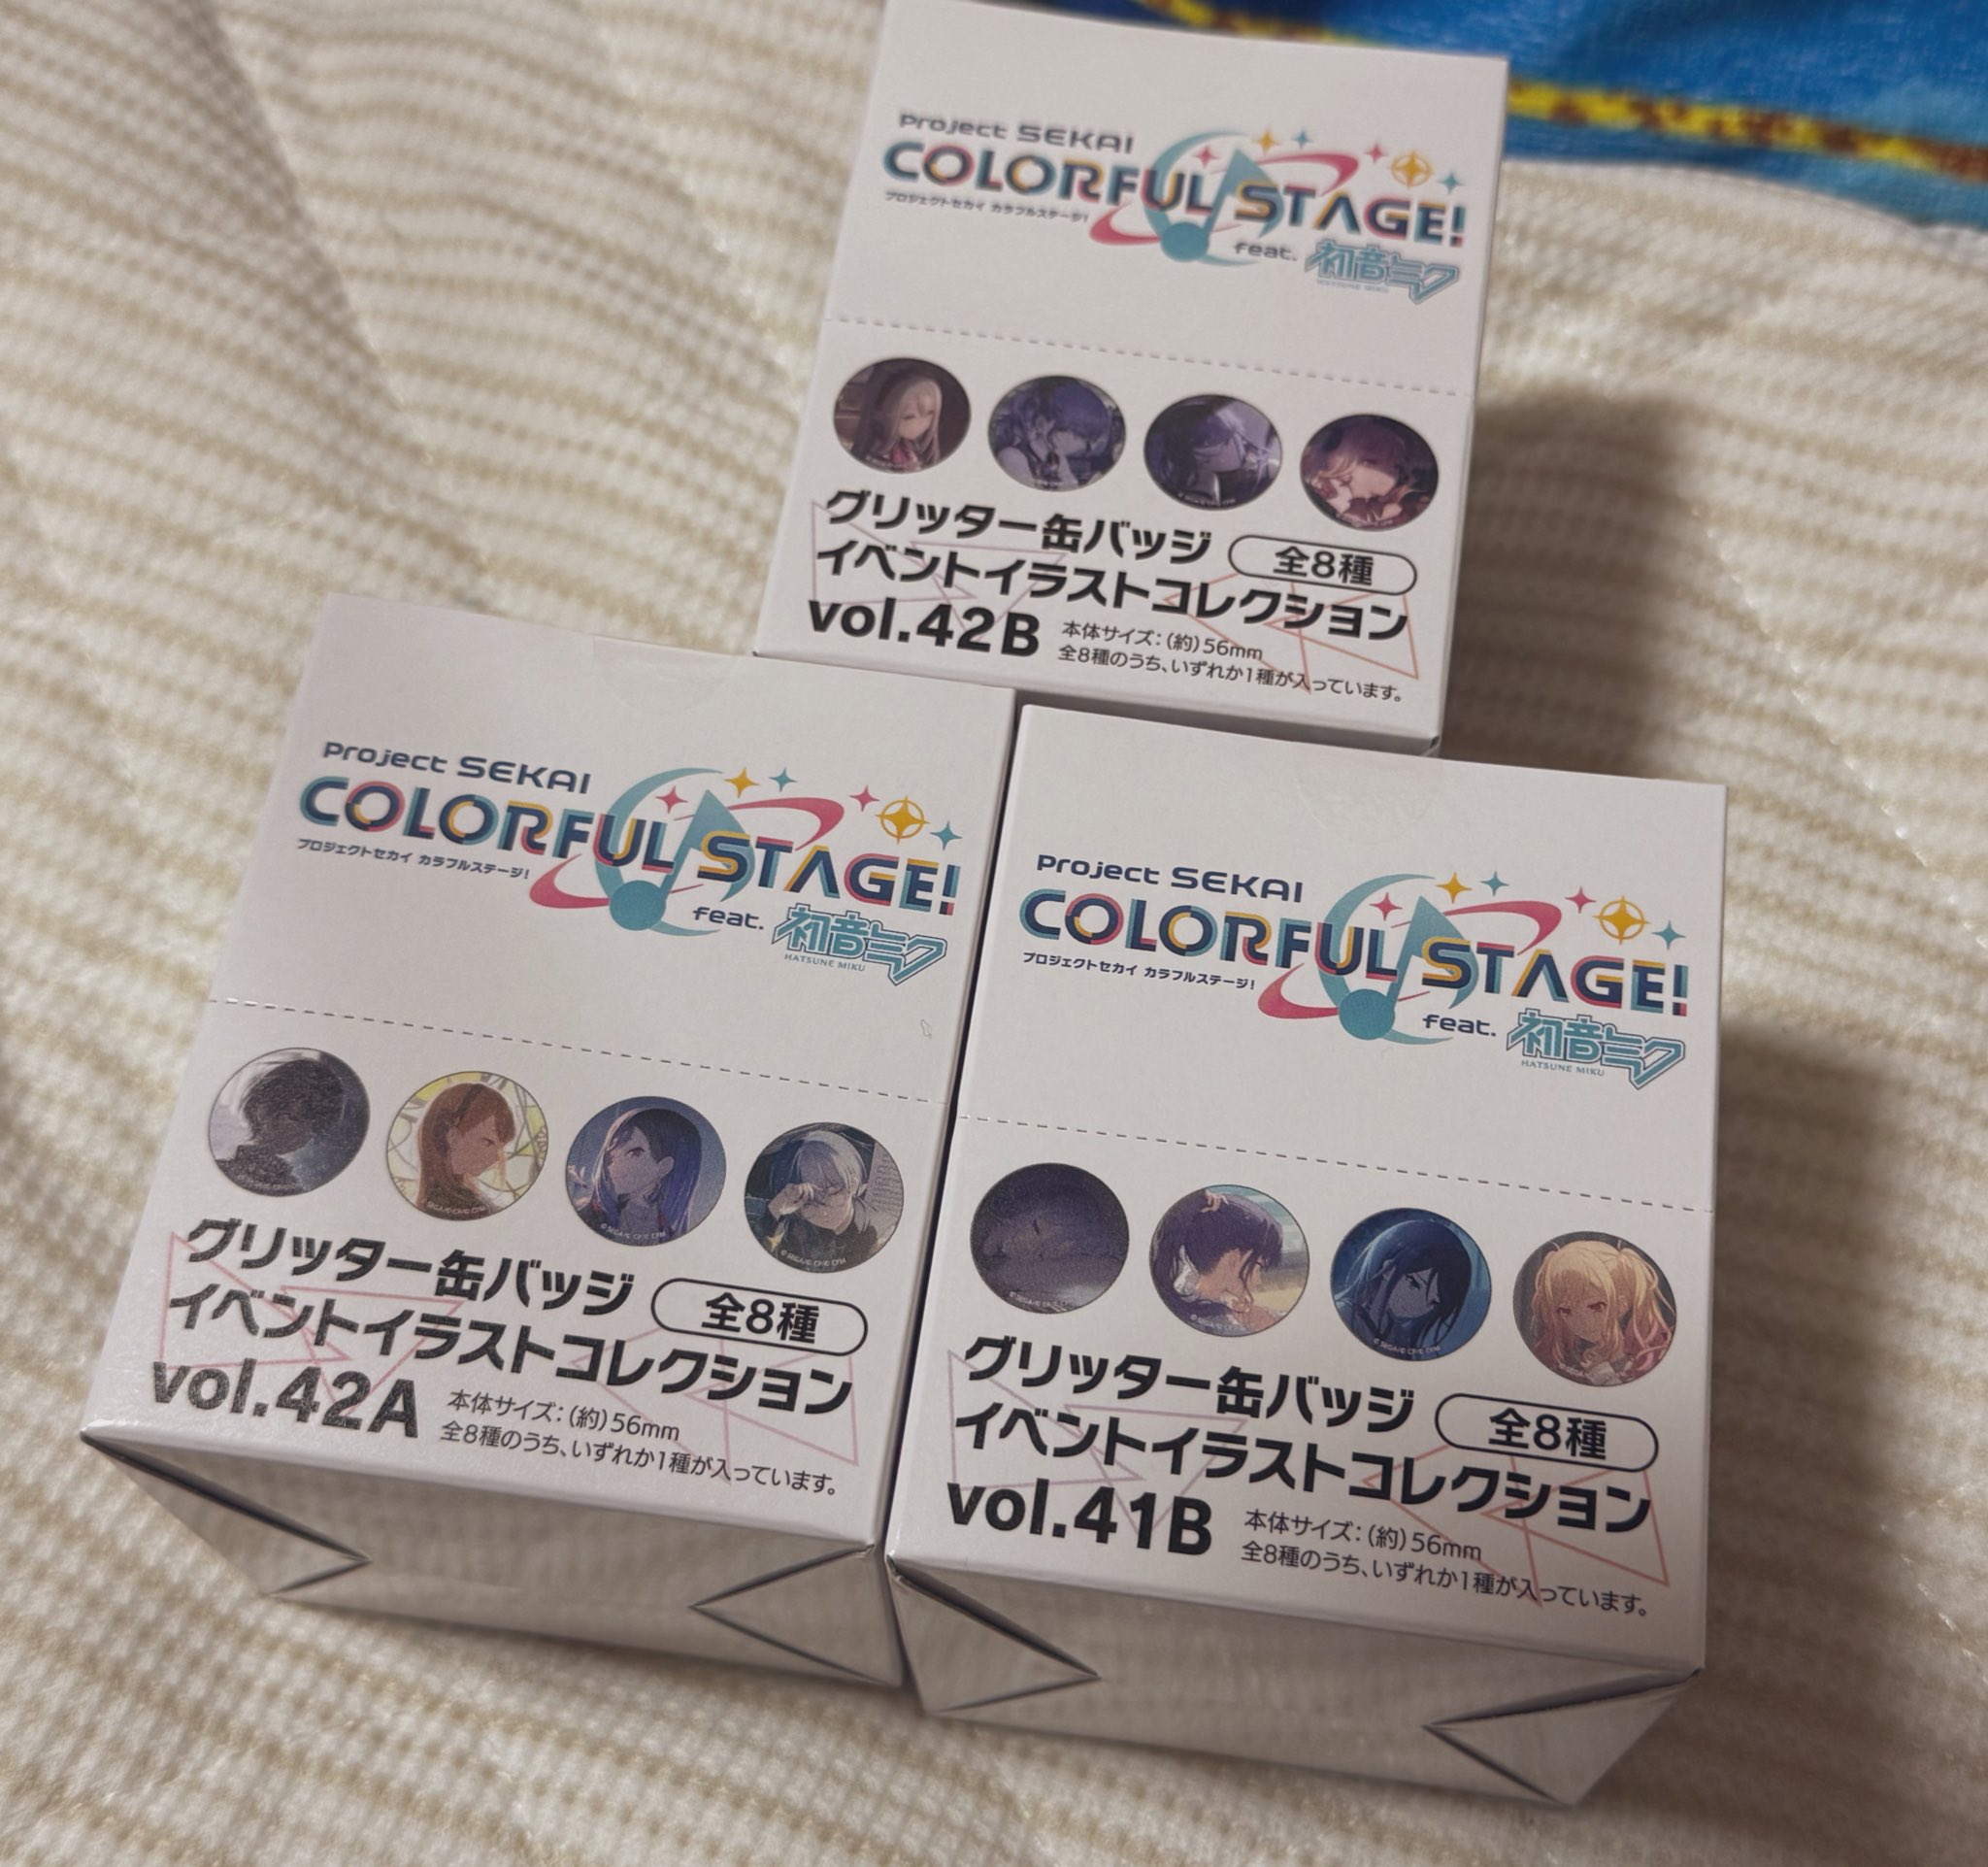 Project SEKAI
COLORFUL STAGE!
プロジェクトセカイ カラフルステージ!
feat. 初音ミク
HATSUNE MIKU
グリッター缶バッジ
全8種
イベントイラストコレクション
vol.42B
本体サイズ：(約)56mm
全8種のうち、いずれか1種が入っています。
Project SEKAI
COLORFUL STAGE!
プロジェクトセカイ カラフルステージ!
feat. 初音ミク
HATSUNE MIKU
グリッター缶バッジ
全8種
イベントイラストコレクション
vol.42A
本体サイズ：(約)56mm
全8種のうち、いずれか1種が入っています。
Project SEKAI
COLORFUL STAGE!
プロジェクトセカイ カラフルステージ!
feat. 初音ミク
HATSUNE MIKU
グリッター缶バッジ
全8種
イベントイラストコレクション
vol.41B
本体サイズ：(約)56mm
全8種のうち、いずれか1種が入っています。